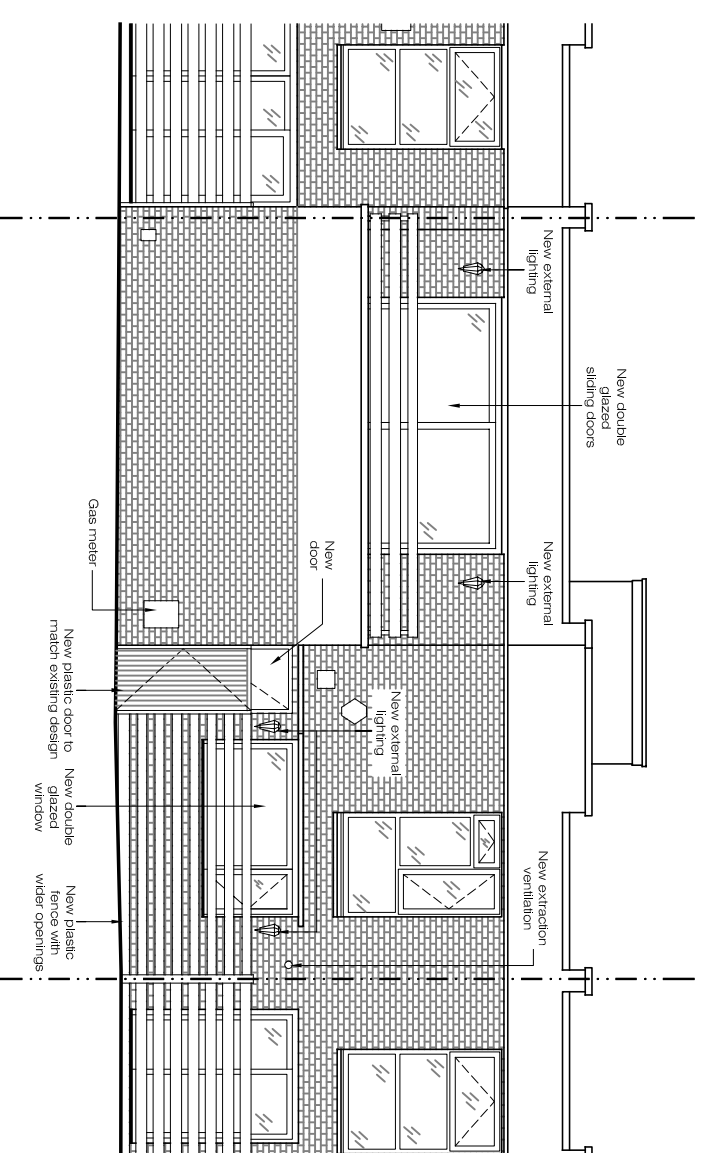 New external
lighting
New double
glazed
sliding doors
New external
lighting
Gas meter
New
door
New plastic door to
match existing design
New external
lighting
New double
glazed
window
New extraction
ventilation
New plastic
fence with
wider openings